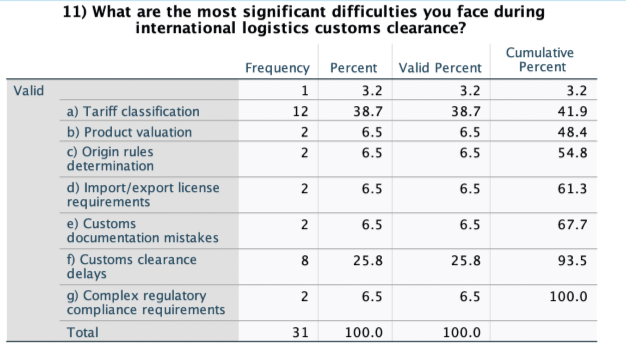 11) What are the most significant difficulties you face during
international logistics customs clearance?
Frequency Percent Valid Percent Cumulative Percent
Valid 1 3.2 3.2 3.2
a) Tariff classification 12 38.7 38.7 41.9
b) Product valuation 2 6.5 6.5 48.4
c) Origin rules
determination 2 6.5 6.5 54.8
d) Import/export license
requirements 2 6.5 6.5 61.3
e) Customs
documentation mistakes 2 6.5 6.5 67.7
f) Customs clearance
delays 8 25.8 25.8 93.5
g) Complex regulatory
compliance requirements 2 6.5 6.5 100.0
Total 31 100.0 100.0